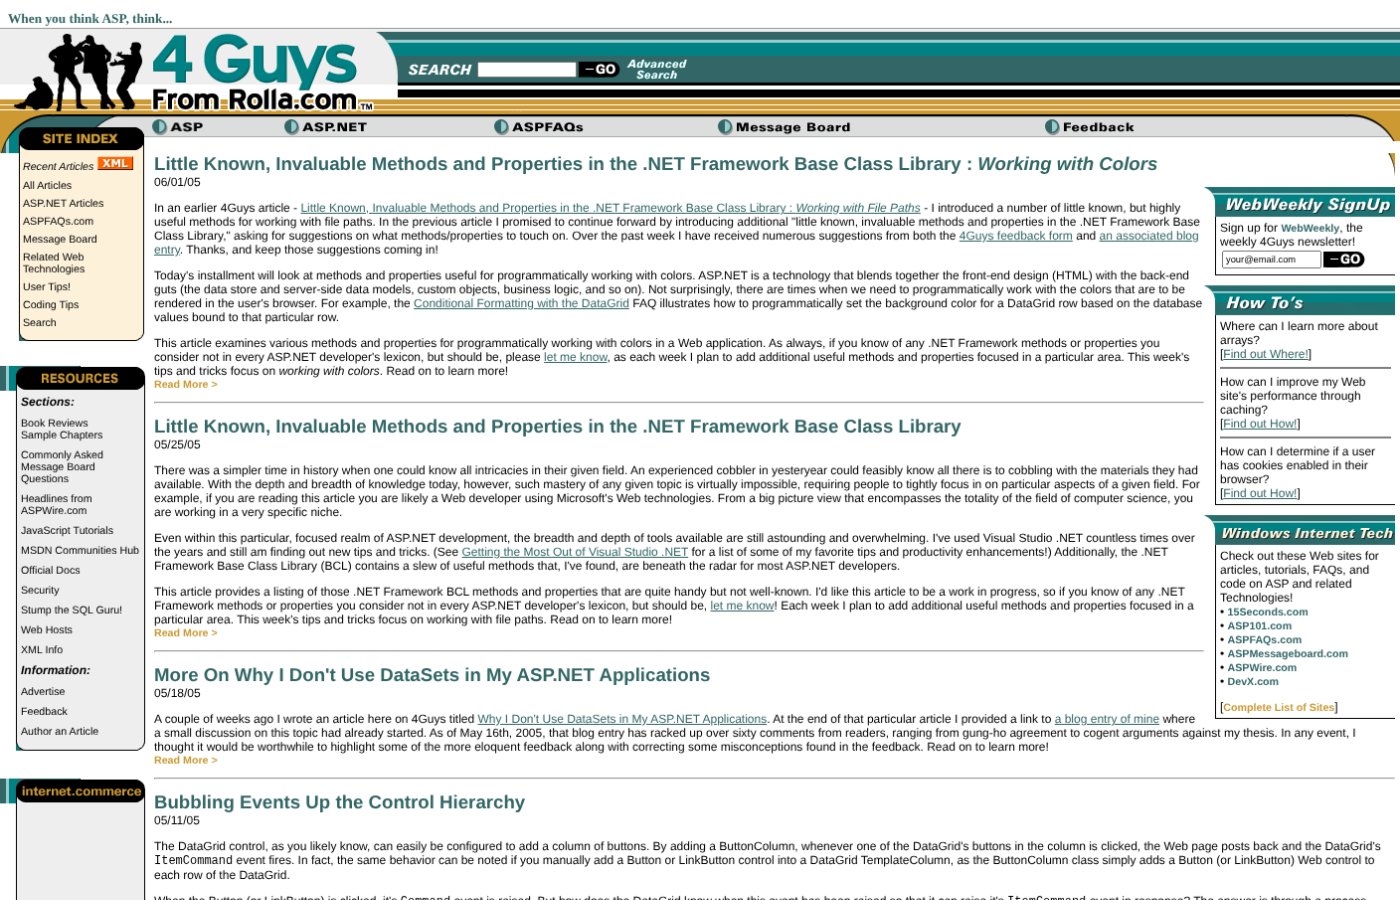 When you think ASP, think...
4 Guys
From Rolla.com TM
SEARCH
GO
Advanced
Search
ASP
ASP.NET
ASPFAQs
Message Board
Feedback
SITE INDEX
Recent Articles XML
All Articles
ASP.NET Articles
ASPFAQs.com
Message Board
Related Web
Technologies
User Tips!
Coding Tips
Search
RESOURCES
Sections:
Book Reviews
Sample Chapters
Commonly Asked
Message Board
Questions
Headlines from
ASPWire.com
JavaScript Tutorials
MSDN Communities Hub
Official Docs
Security
Stump the SQL Guru!
Web Hosts
XML Info
Information:
Advertise
Feedback
Author an Article
internet.commerce
Little Known, Invaluable Methods and Properties in the .NET Framework Base Class Library : Working with Colors
06/01/05
In an earlier 4Guys article - Little Known, Invaluable Methods and Properties in the .NET Framework Base Class Library : Working with File Paths - I introduced a number of little known, but highly
useful methods for working with file paths. In the previous article I promised to continue forward by introducing additional "little known, invaluable methods and properties in the .NET Framework Base
Class Library," asking for suggestions on what methods/properties to touch on. Over the past week I have received numerous suggestions from both the 4Guys feedback form and an associated blog
entry. Thanks, and keep those suggestions coming in!
Today's installment will look at methods and properties useful for programmatically working with colors. ASP.NET is a technology that blends together the front-end design (HTML) with the back-end
guts (the data store and server-side data models, custom objects, business logic, and so on). Not surprisingly, there are times when we need to programmatically work with the colors that are to be
rendered in the user's browser. For example, the Conditional Formatting with the DataGrid FAQ illustrates how to programmatically set the background color for a DataGrid row based on the database
values bound to that particular row.
This article examines various methods and properties for programmatically working with colors in a Web application. As always, if you know of any .NET Framework methods or properties you
consider not in every ASP.NET developer's lexicon, but should be, please let me know, as each week I plan to add additional useful methods and properties focused in a particular area. This week's
tips and tricks focus on working with colors. Read on to learn more!
Read More >
Little Known, Invaluable Methods and Properties in the .NET Framework Base Class Library
05/25/05
There was a simpler time in history when one could know all intricacies in their given field. An experienced cobbler in yesteryear could feasibly know all there is to cobbling with the materials they had
available. With the depth and breadth of knowledge today, however, such mastery of any given topic is virtually impossible, requiring people to tightly focus in on particular aspects of a given field. For
example, if you are reading this article you are likely a Web developer using Microsoft's Web technologies. From a big picture view that encompasses the totality of the field of computer science, you
are working in a very specific niche.
Even within this particular, focused realm of ASP.NET development, the breadth and depth of tools available are still astounding and overwhelming. I've used Visual Studio .NET countless times over
the years and still am finding out new tips and tricks. (See Getting the Most Out of Visual Studio .NET for a list of some of my favorite tips and productivity enhancements!) Additionally, the .NET
Framework Base Class Library (BCL) contains a slew of useful methods that, I've found, are beneath the radar for most ASP.NET developers.
This article provides a listing of those .NET Framework BCL methods and properties that are quite handy but not well-known. I'd like this article to be a work in progress, so if you know of any .NET
Framework methods or properties you consider not in every ASP.NET developer's lexicon, but should be, let me know! Each week I plan to add additional useful methods and properties focused in a
particular area. This week's tips and tricks focus on working with file paths. Read on to learn more!
Read More >
More On Why I Don't Use DataSets in My ASP.NET Applications
05/18/05
A couple of weeks ago I wrote an article here on 4Guys titled Why I Don't Use DataSets in My ASP.NET Applications. At the end of that particular article I provided a link to a blog entry of mine where
a small discussion on this topic had already started. As of May 16th, 2005, that blog entry has racked up over sixty comments from readers, ranging from gung-ho agreement to cogent arguments against my thesis. In any event, I
thought it would be worthwhile to highlight some of the more eloquent feedback along with correcting some misconceptions found in the feedback. Read on to learn more!
Read More >
Bubbling Events Up the Control Hierarchy
05/11/05
The DataGrid control, as you likely know, can easily be configured to add a column of buttons. By adding a ButtonColumn, whenever one of the DataGrid's buttons in the column is clicked, the Web page posts back and the DataGrid's
ItemCommand event fires. In fact, the same behavior can be noted if you manually add a Button or LinkButton control into a DataGrid TemplateColumn, as the ButtonColumn class simply adds a Button (or LinkButton) Web control to
each row of the DataGrid.
WebWeekly SignUp
Sign up for WebWeekly, the
weekly 4Guys newsletter!
your@email.com GO
How To's
Where can I learn more about
arrays?
[Find out Where!]
How can I improve my Web
site's performance through
caching?
[Find out How!]
How can I determine if a user
has cookies enabled in their
browser?
[Find out How!]
Windows Internet Tech
Check out these Web sites for
articles, tutorials, FAQs, and
code on ASP and related
Technologies!
• 15Seconds.com
• ASP101.com
• ASPFAQs.com
• ASPMessageboard.com
• ASPWire.com
• DevX.com
[Complete List of Sites]